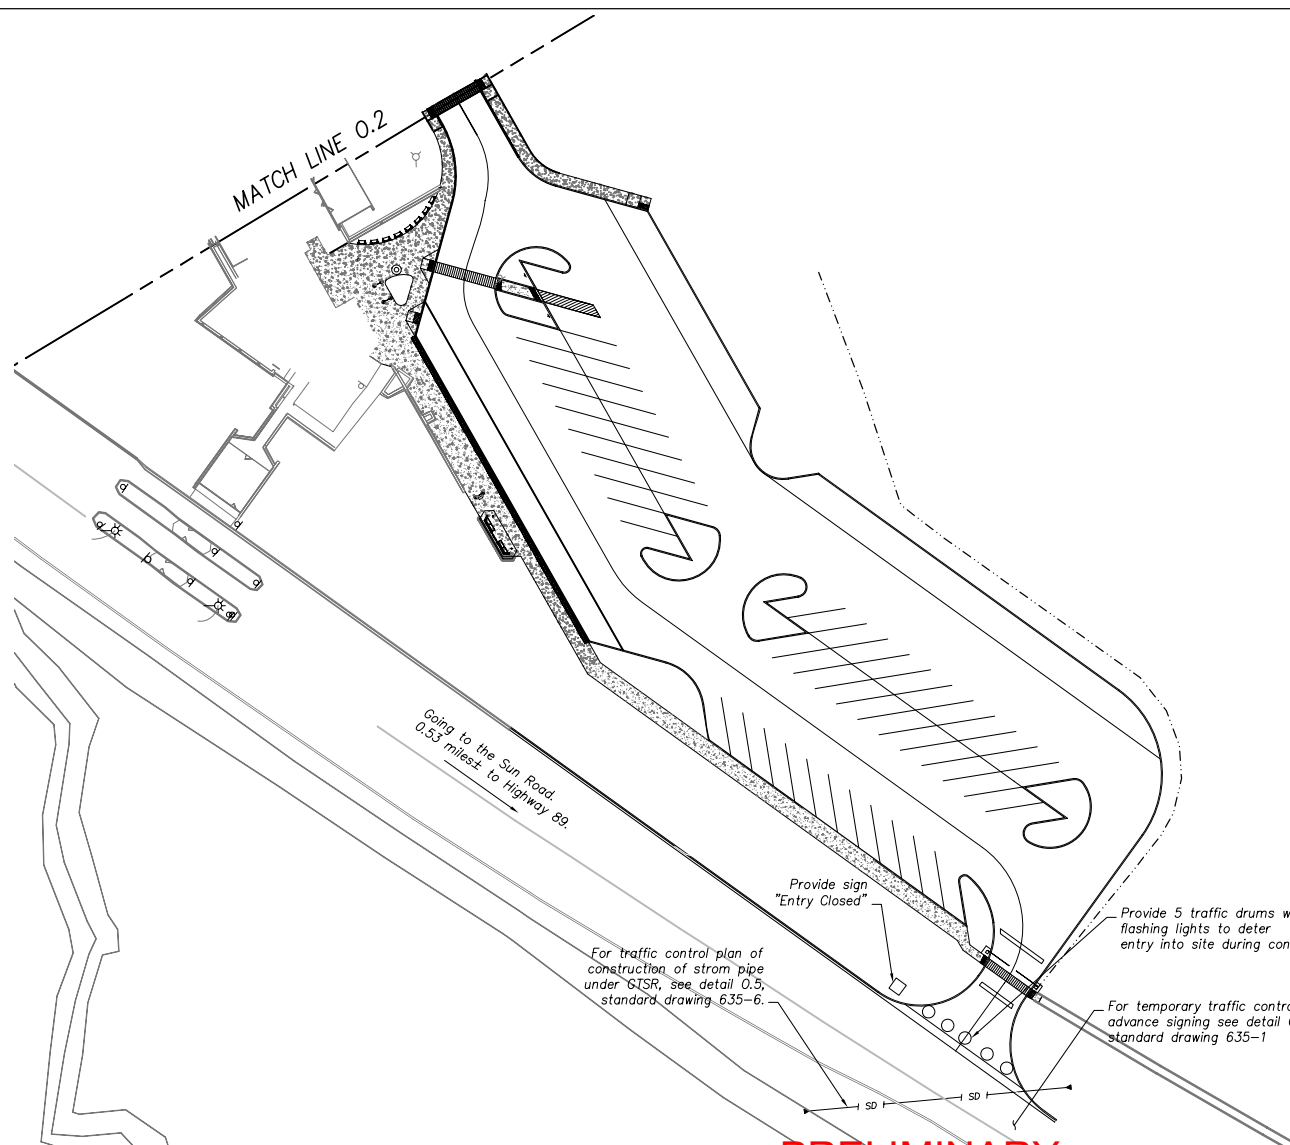 MATCH LINE 0.2
Going to the Sun Road.
0.53 miles± to Highway 89.
Provide sign
"Entry Closed"
Provide 5 traffic drums w
flashing lights to deter
entry into site during con
For traffic control plan of
construction of strom pipe
under GTSR, see detail 0.5,
standard drawing 635-6.
For temporary traffic contro
advance signing see detail
standard drawing 635-1
SD
SD
PRELIMINARY